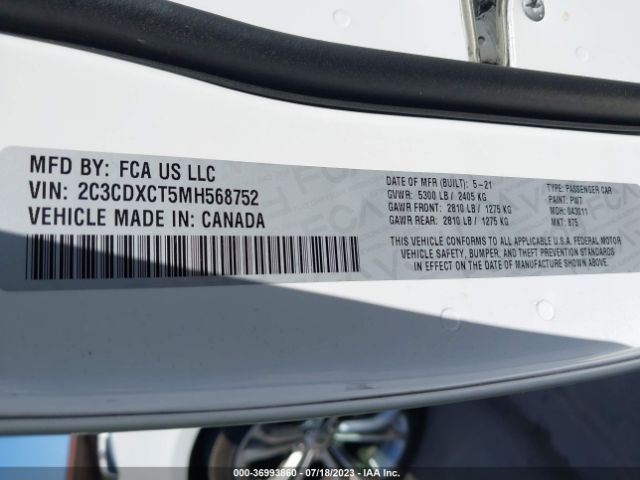 MFD BY: FCA US LLC
VIN: 2C3CDXCT5MH568752
VEHICLE MADE IN: CANADA
DATE OF MFR (BUILT): 5-21
GVWR: 5300 LB / 2405 KG
GAWR FRONT: 2810 LB / 1275 KG
GAWR REAR: 2810 LB / 1275 KG
TYPE: PASSENGER CAR
PAINT: PW7
MDH: 043011
MKT: 875
THIS VEHICLE CONFORMS TO ALL APPLICABLE U.S.A. FEDERAL MOTOR
VEHICLE SAFETY, BUMPER, AND THEFT PREVENTION STANDARDS
IN EFFECT ON THE DATE OF MANUFACTURE SHOWN ABOVE.
000-36993860 - 07/18/2023 - IAA Inc.